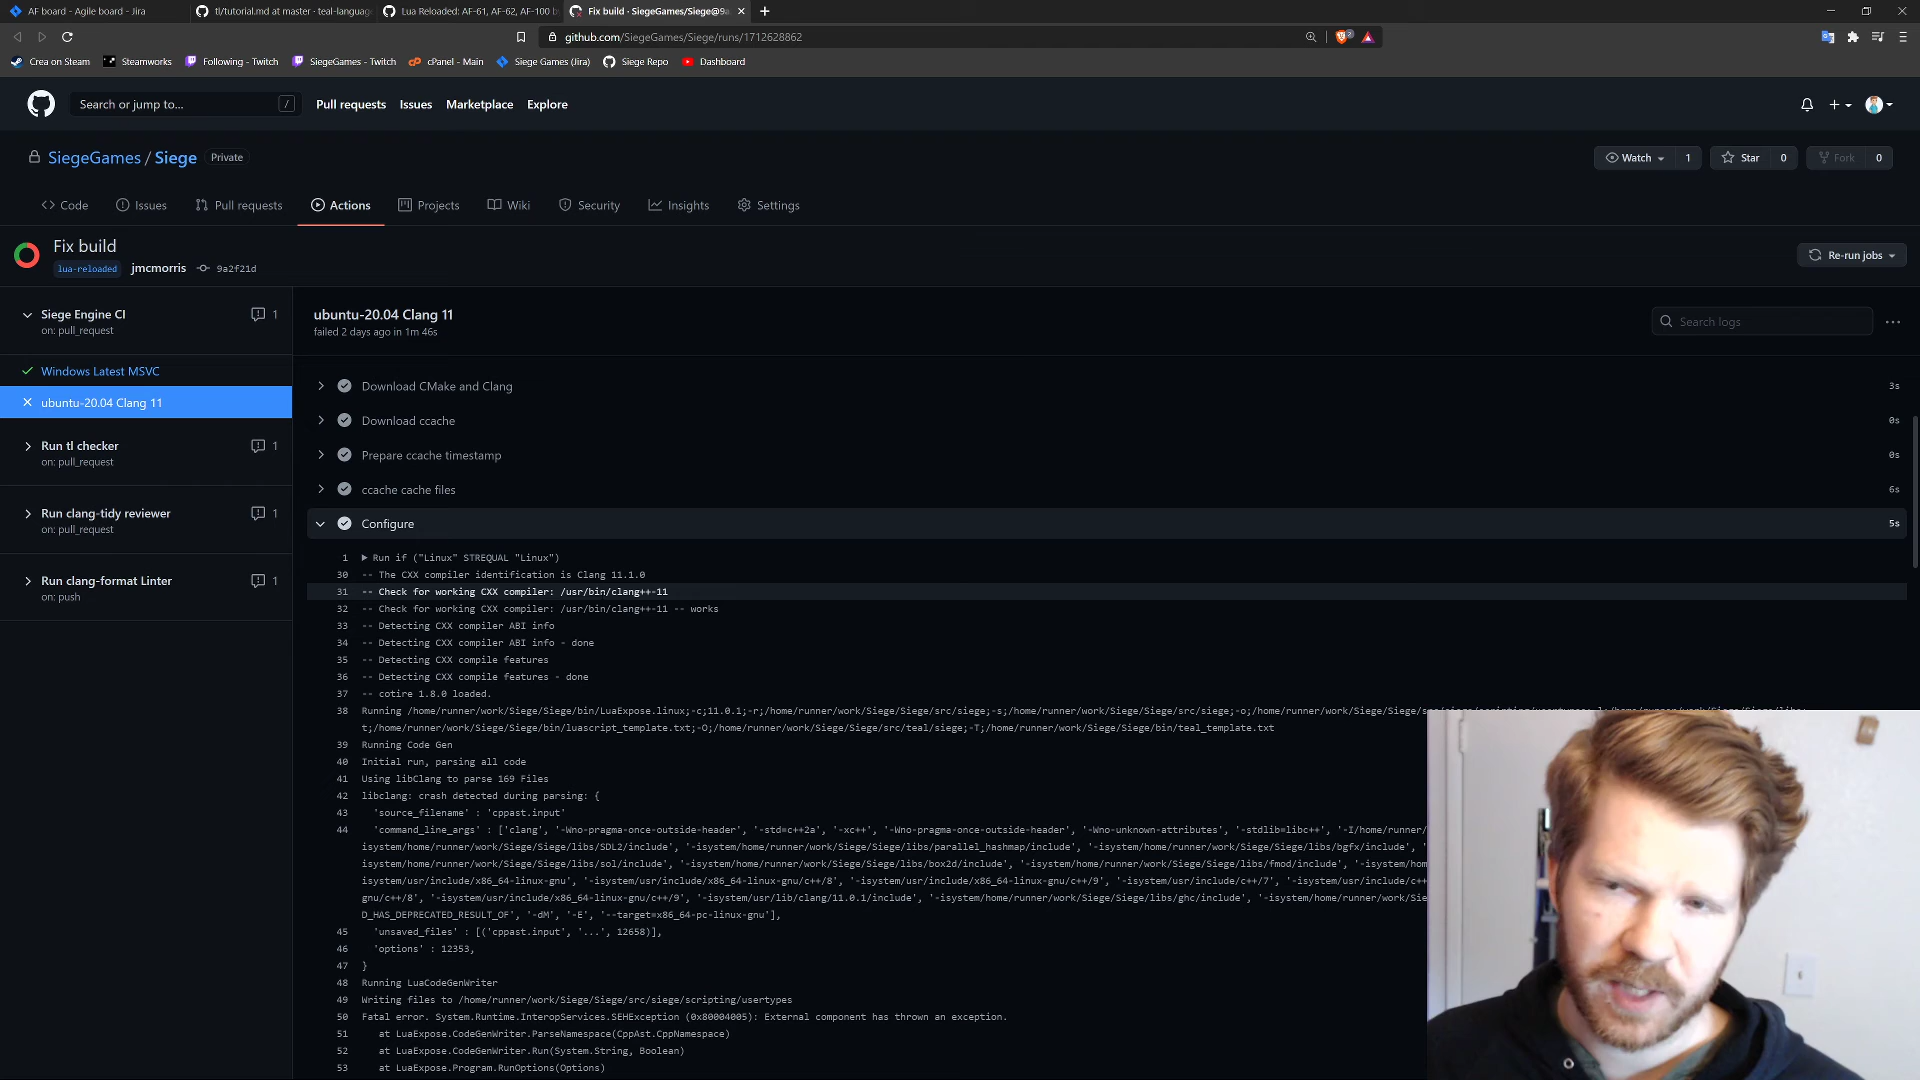 AF board - Agile board - Jira
tl/tutorial.md at master · teal-language
Lua Reloaded: AF-61, AF-62, AF-100 b
Fix build · SiegeGames/Siege@9a
github.com/SiegeGames/Siege/runs/1712628862
2
Crea on Steam
Steamworks
Following - Twitch
SiegeGames - Twitch
cPanel - Main
Siege Games (Jira)
Siege Repo
Dashboard
Search or jump to...
/
Pull requests
Issues
Marketplace
Explore
SiegeGames / Siege
Private
Watch
1
Star
0
Fork
0
Code
Issues
Pull requests
Actions
Projects
Wiki
Security
Insights
Settings
Fix build
lua-reloaded jmcmorris 9a2f21d
Re-run jobs
Siege Engine CI
1
on: pull_request
Windows Latest MSVC
ubuntu-20.04 Clang 11
Run tl checker
1
on: pull_request
Run clang-tidy reviewer
1
on: pull_request
Run clang-format Linter
1
on: push
ubuntu-20.04 Clang 11
failed 2 days ago in 1m 46s
Search logs
Download CMake and Clang
3s
Download ccache
0s
Prepare ccache timestamp
0s
ccache cache files
6s
Configure
5s
1 Run if ("Linux" STREQUAL "Linux")
30 -- The CXX compiler identification is Clang 11.1.0
31 -- Check for working CXX compiler: /usr/bin/clang++-11
32 -- Check for working CXX compiler: /usr/bin/clang++-11 -- works
33 -- Detecting CXX compiler ABI info
34 -- Detecting CXX compiler ABI info - done
35 -- Detecting CXX compile features
36 -- Detecting CXX compile features - done
37 -- cotire 1.8.0 loaded.
38 Running /home/runner/work/Siege/Siege/bin/LuaExpose.linux;-c;11.0.1;-r;/home/runner/work/Siege/Siege/src/siege;-s;/home/runner/work/Siege/Siege/src/siege;-o;/home/runner/work/Siege/Siege/
t;/home/runner/work/Siege/Siege/bin/luascript_template.txt;-O;/home/runner/work/Siege/Siege/src/teal/siege;-T;/home/runner/work/Siege/Siege/bin/teal_template.txt
39 Running Code Gen
40 Initial run, parsing all code
41 Using libClang to parse 169 Files
42 libclang: crash detected during parsing: {
43 'source_filename' : 'cppast.input'
44 'command_line_args' : ['clang', '-Wno-pragma-once-outside-header', '-std=c++2a', '-xc++', '-Wno-pragma-once-outside-header', '-Wno-unknown-attributes', '-stdlib=libc++', '-I/home/runner/
isystem/home/runner/work/Siege/Siege/libs/SDL2/include', '-isystem/home/runner/work/Siege/Siege/libs/parallel_hashmap/include', '-isystem/home/runner/work/Siege/Siege/libs/bgfx/include', '
isystem/home/runner/work/Siege/Siege/libs/sol/include', '-isystem/home/runner/work/Siege/Siege/libs/box2d/include', '-isystem/home/runner/work/Siege/Siege/libs/fmod/include', '-isystem/hom
isystem/usr/include/x86_64-linux-gnu', '-isystem/usr/include/x86_64-linux-gnu/c++/8', '-isystem/usr/include/x86_64-linux-gnu/c++/9', '-isystem/usr/include/c++/7', '-isystem/usr/include/c++
gnu/c++/8', '-isystem/usr/include/x86_64-linux-gnu/c++/9', '-isystem/usr/lib/clang/11.0.1/include', '-isystem/home/runner/work/Siege/Siege/libs/ghc/include', '-isystem/home/runner/work/Sie
D_HAS_DEPRECATED_RESULT_OF', '-dM', '-E', '--target=x86_64-pc-linux-gnu'],
45 'unsaved_files' : [('cppast.input', '...', 12658)],
46 'options' : 12353,
47 }
48 Running LuaCodeGenWriter
49 Writing files to /home/runner/work/Siege/Siege/src/siege/scripting/usertypes
50 Fatal error. System.Runtime.InteropServices.SEHException (0x80004005): External component has thrown an exception.
51 at LuaExpose.CodeGenWriter.ParseNamespace(CppAst.CppNamespace)
52 at LuaExpose.CodeGenWriter.Run(System.String, Boolean)
53 at LuaExpose.Program.RunOptions(Options)